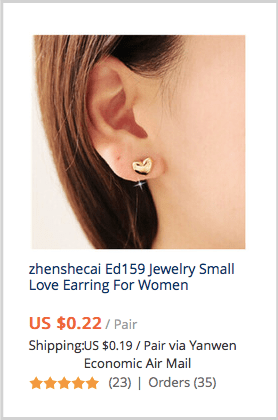 zhenshecai Ed159 Jewelry Small
Love Earring For Women
US $0.22 / Pair
Shipping:US $0.19 / Pair via Yanwen
Economic Air Mail
(23) | Orders (35)